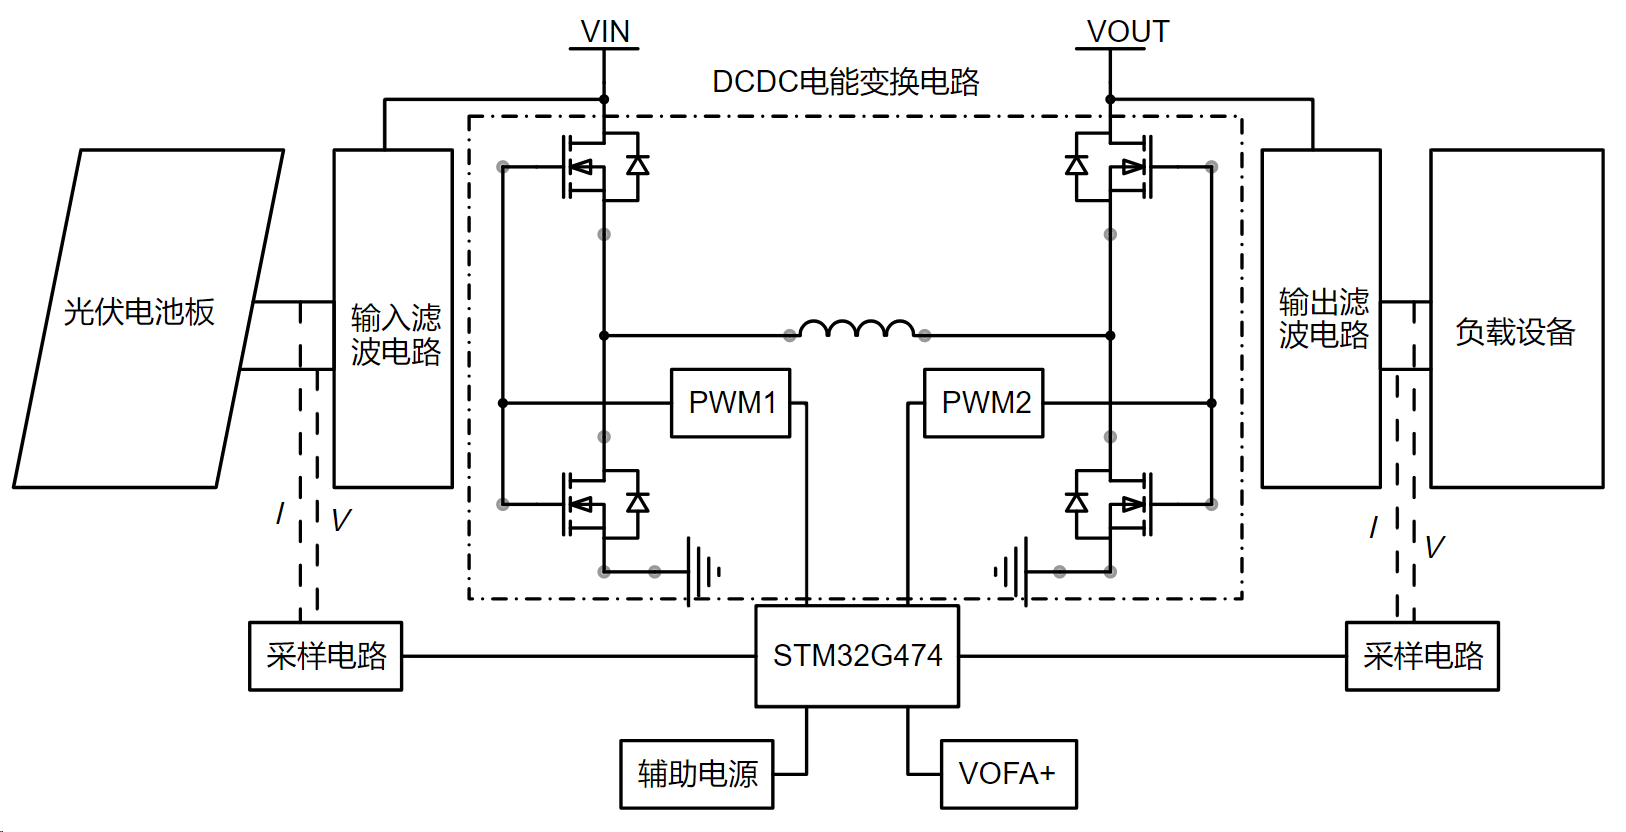 VIN
VOUT
DCDC电能变换电路
光伏电池板
输入滤
波电路
输出滤
波电路
负载设备
PWM1
PWM2
I
V
I
V
采样电路
STM32G474
采样电路
辅助电源
VOFA+